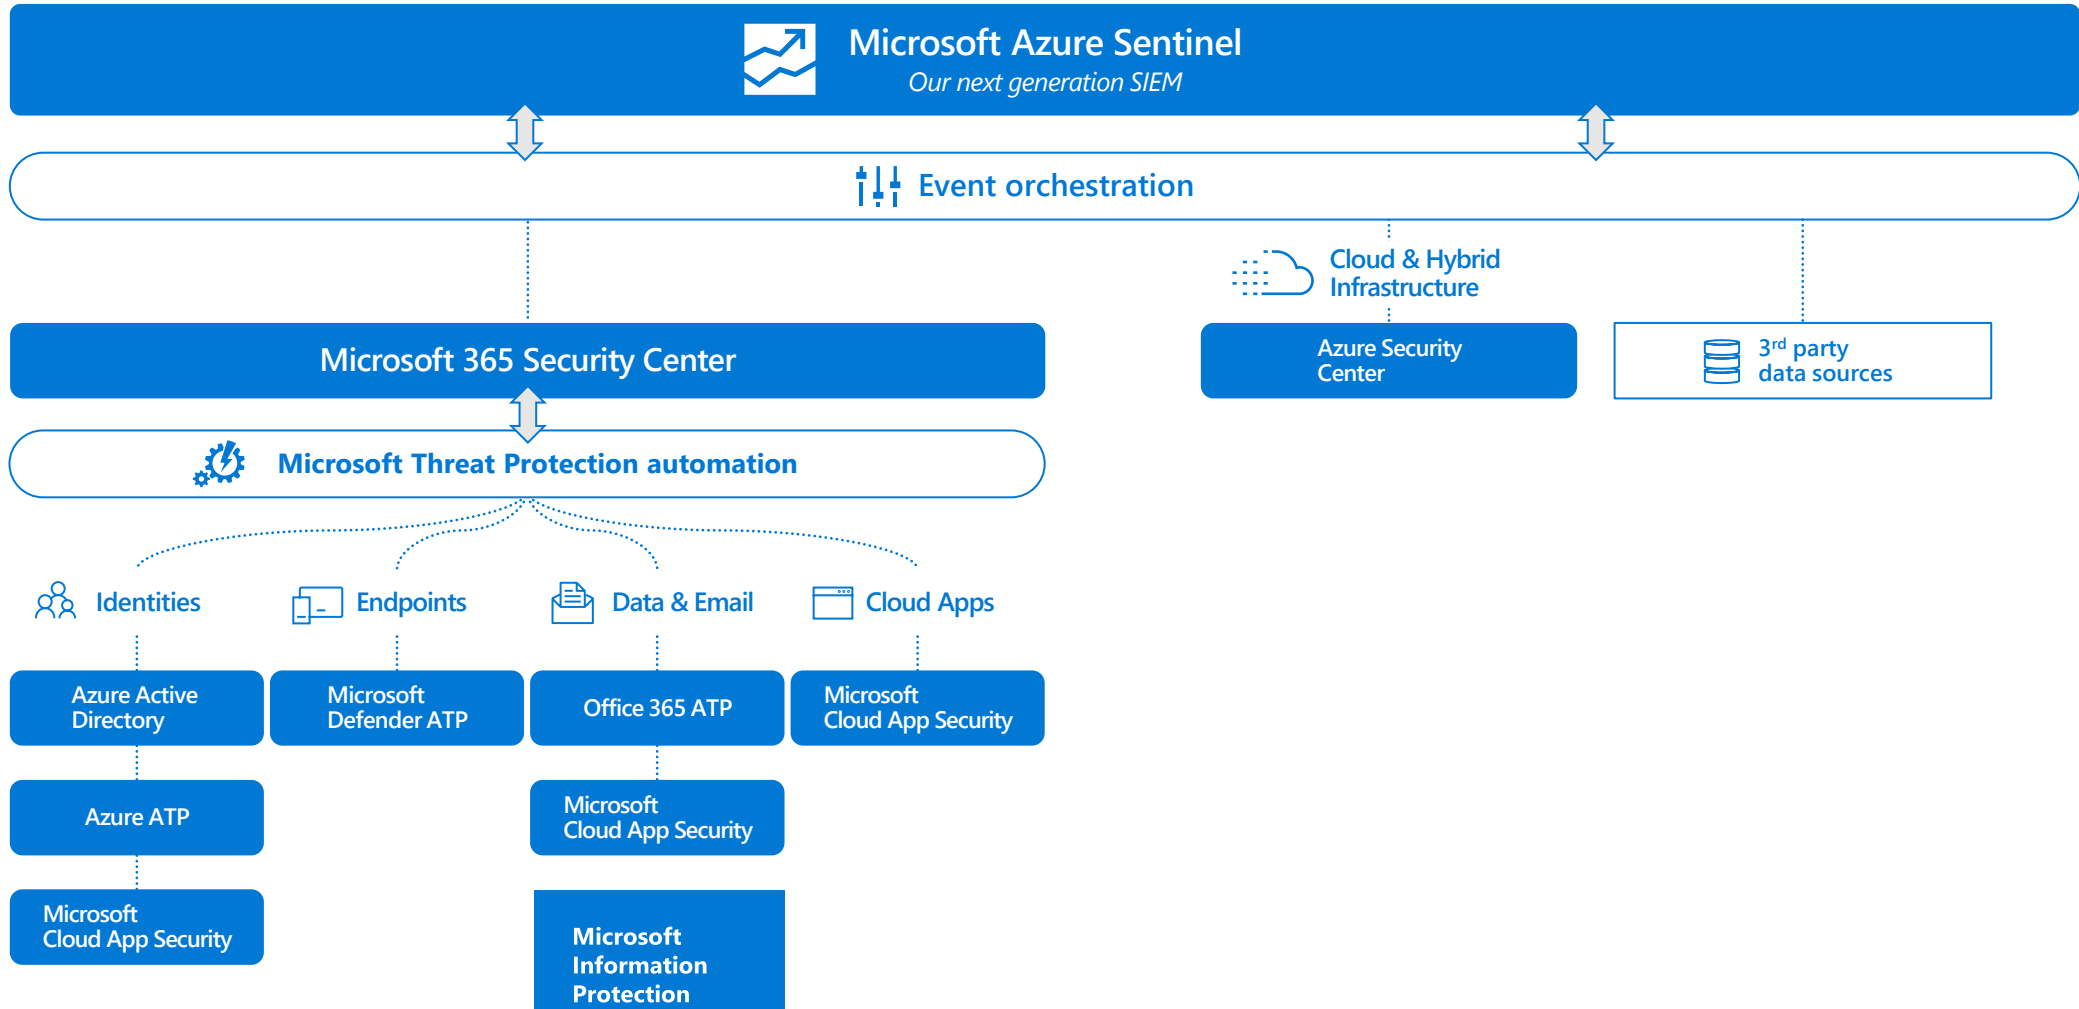 Microsoft Azure Sentinel
Our next generation SIEM
Event orchestration
Cloud & Hybrid
Infrastructure
Microsoft 365 Security Center
Azure Security
Center
3rd party
data sources
Microsoft Threat Protection automation
Identities
Endpoints
Data & Email
Cloud Apps
Azure Active
Directory
Microsoft
Defender ATP
Office 365 ATP
Microsoft
Cloud App Security
Azure ATP
Microsoft
Cloud App Security
Microsoft
Cloud App Security
Microsoft
Information
Protection